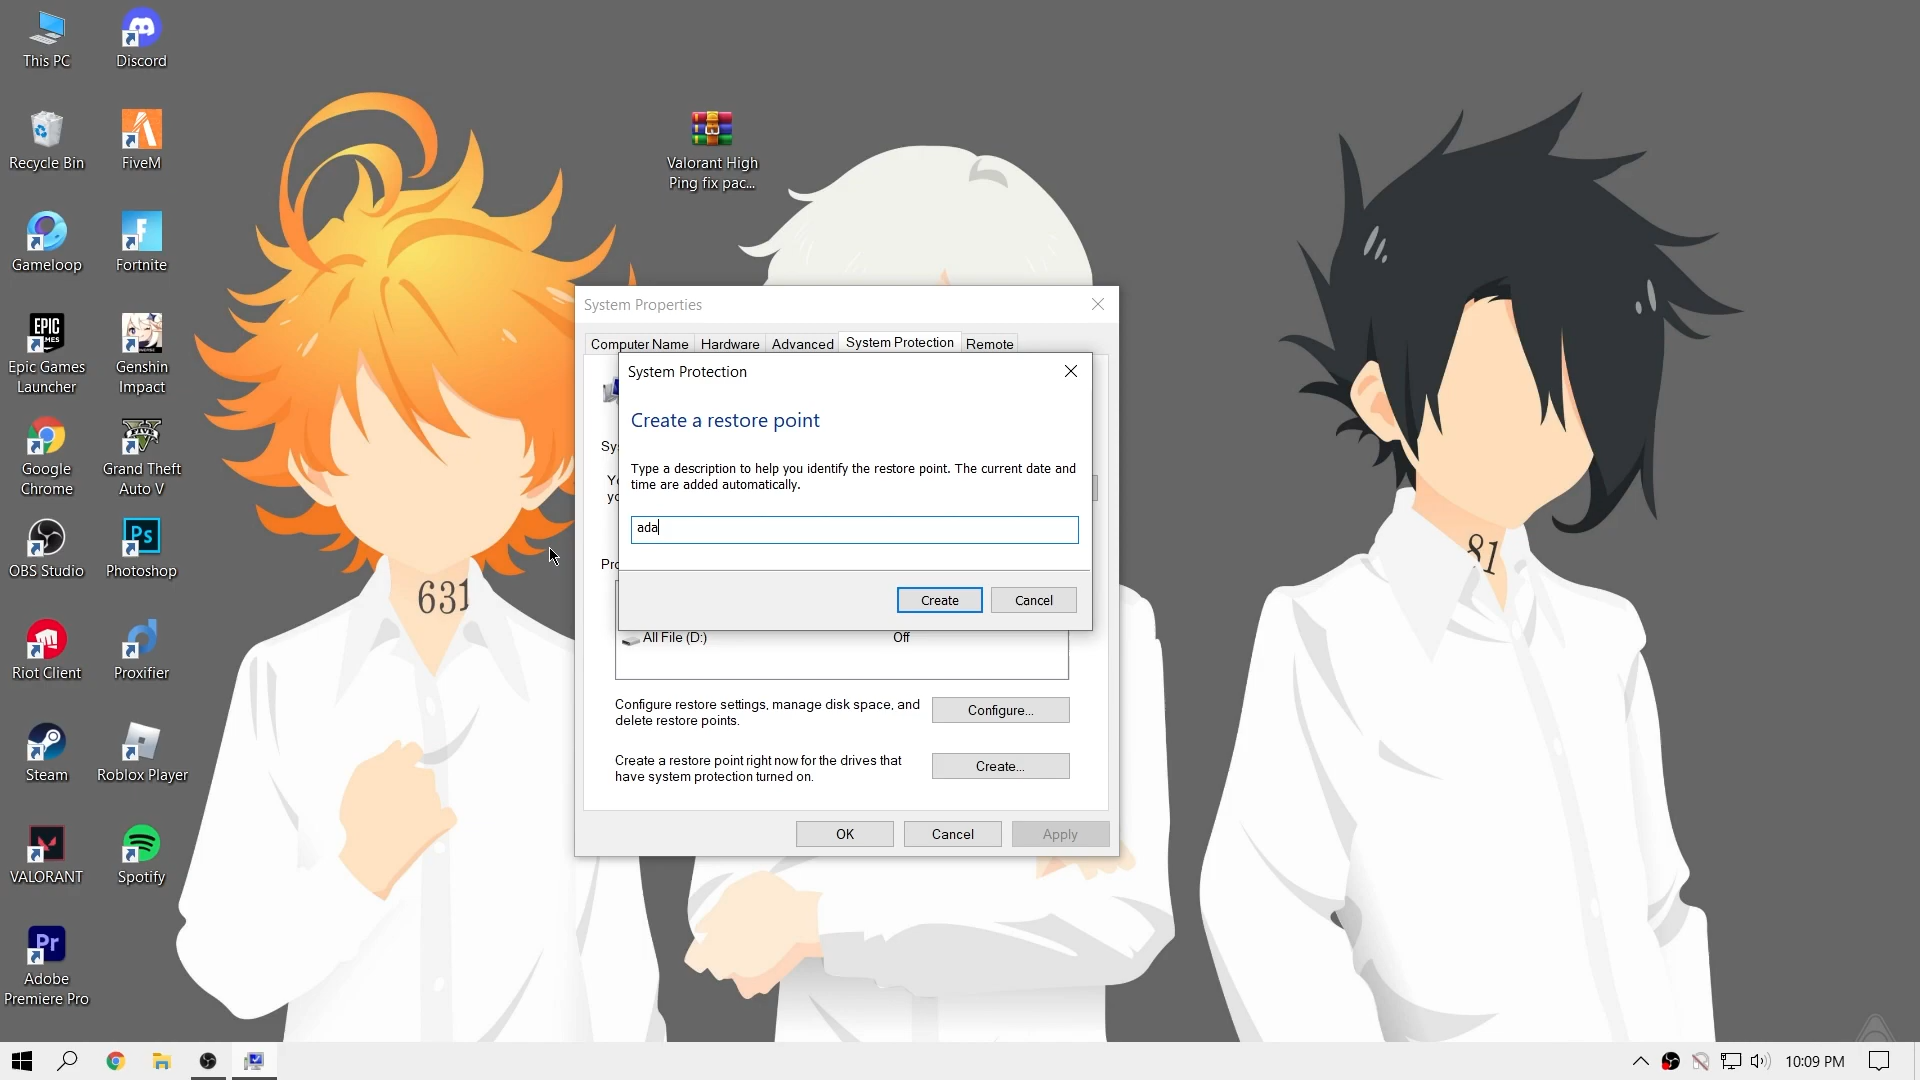 This PC
Discord
Recycle Bin
FiveM
Valorant High
Ping fix pac...
Gameloop
Fortnite
EPIC
GAMES
Epic Games
Launcher
Genshin
Impact
Google
Chrome
Grand Theft
Auto V
OBS Studio
Ps
Photoshop
Riot Client
Proxifier
Steam
Roblox Player
VALORANT
Spotify
Pr
Adobe
Premiere Pro
631
81
System Properties
Computer Name
Hardware
Advanced
System Protection
Remote
System Protection
Create a restore point
Type a description to help you identify the restore point. The current date and
time are added automatically.
ada
Create
Cancel
All File (D:)
Off
Configure restore settings, manage disk space, and
delete restore points.
Configure...
Create a restore point right now for the drives that
have system protection turned on.
Create...
OK
Cancel
Apply
10:09 PM